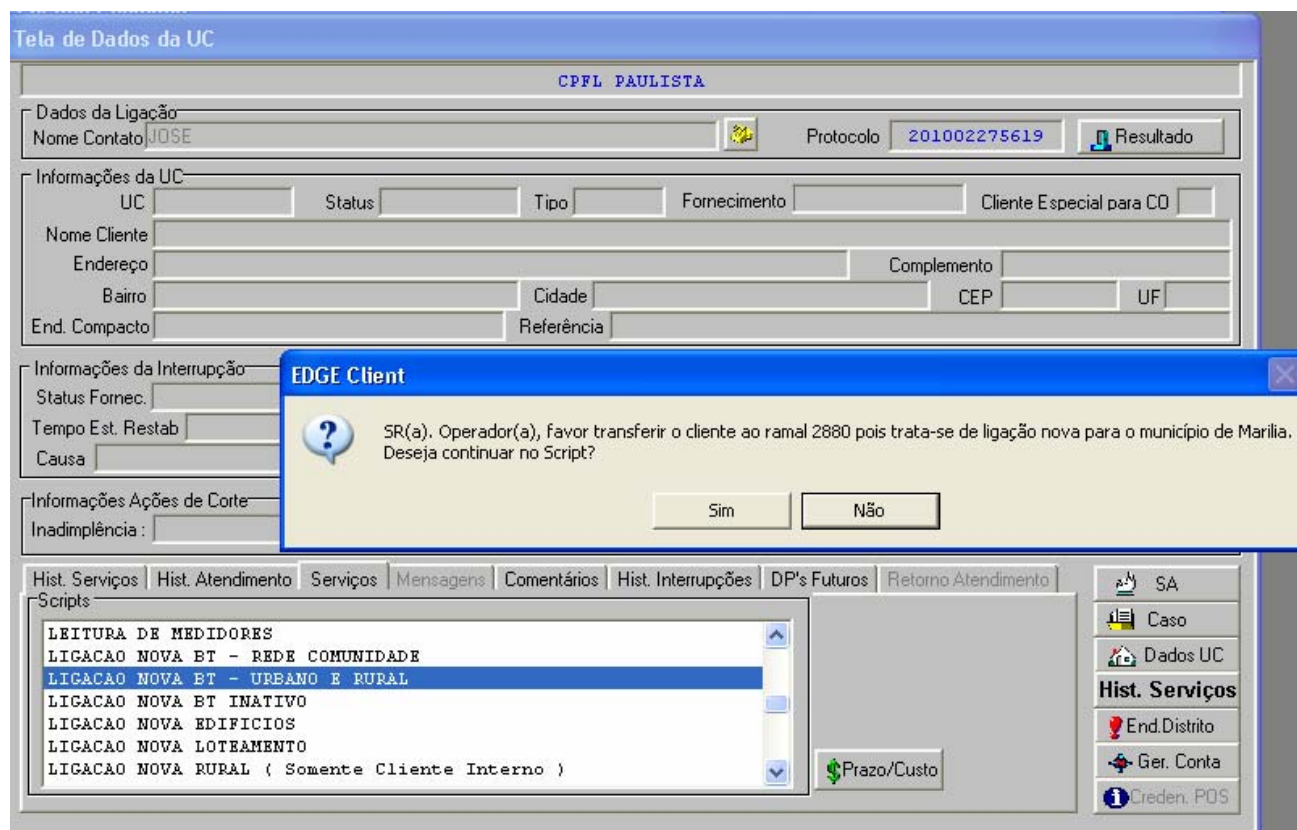 Tela de Dados da UC
CPFL PAULISTA
Dados da Ligação
Nome Contato JOSE
Protocolo 201002275619
Resultado
Informações da UC
UC Status Tipo Fornecimento Cliente Especial para CO
Nome Cliente
Endereço Complemento
Bairro Cidade CEP UF
End. Compacto Referência
Informações da Interrupção
Status Fornec.
Tempo Est. Restab
Causa
EDGE Client
SR(a). Operador(a), favor transferir o cliente ao ramal 2880 pois trata-se de ligação nova para o município de Marilia.
Deseja continuar no Script?
Sim Não
Informações Ações de Corte
Inadimplência :
Hist. Serviços Hist. Atendimento Serviços Mensagens Comentários Hist. Interrupções DP's Futuros Retorno Atendimento
Scripts
LEITURA DE MEDIDORES
LIGACAO NOVA BT - REDE COMUNIDADE
LIGACAO NOVA BT - URBANO E RURAL
LIGACAO NOVA BT INATIVO
LIGACAO NOVA EDIFICIOS
LIGACAO NOVA LOTEAMENTO
LIGACAO NOVA RURAL ( Somente Cliente Interno )
Prazo/Custo
SA
Caso
Dados UC
Hist. Serviços
End.Distrito
Ger. Conta
Creden. POS